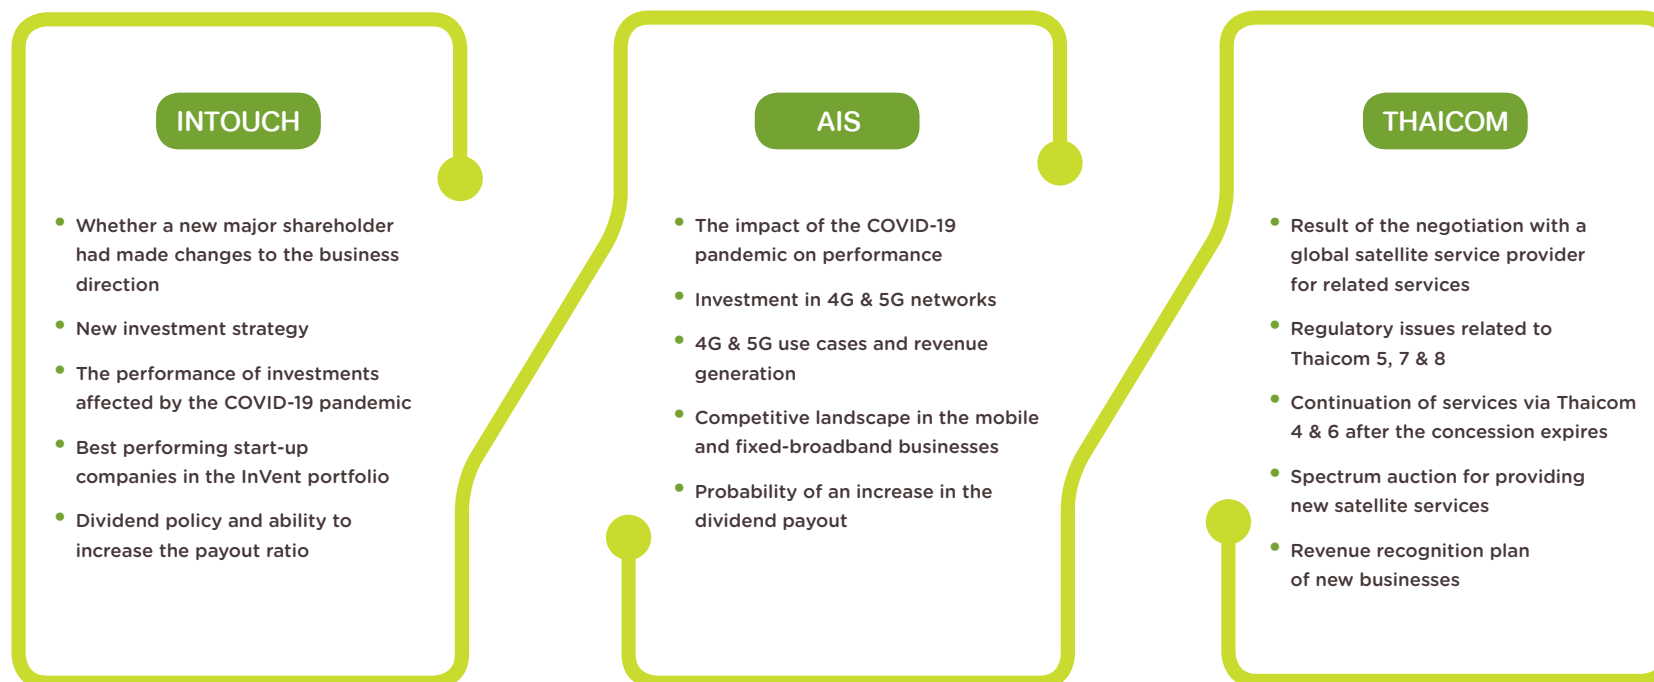 INTOUCH
• Whether a new major shareholder
had made changes to the business
direction
• New investment strategy
• The performance of investments
affected by the COVID-19 pandemic
• Best performing start-up
companies in the InVent portfolio
• Dividend policy and ability to
increase the payout ratio
AIS
• The impact of the COVID-19
pandemic on performance
• Investment in 4G & 5G networks
• 4G & 5G use cases and revenue
generation
• Competitive landscape in the mobile
and fixed-broadband businesses
• Probability of an increase in the
dividend payout
THAICOM
• Result of the negotiation with a
global satellite service provider
for related services
• Regulatory issues related to
Thaicom 5, 7 & 8
• Continuation of services via Thaicom
4 & 6 after the concession expires
• Spectrum auction for providing
new satellite services
• Revenue recognition plan
of new businesses